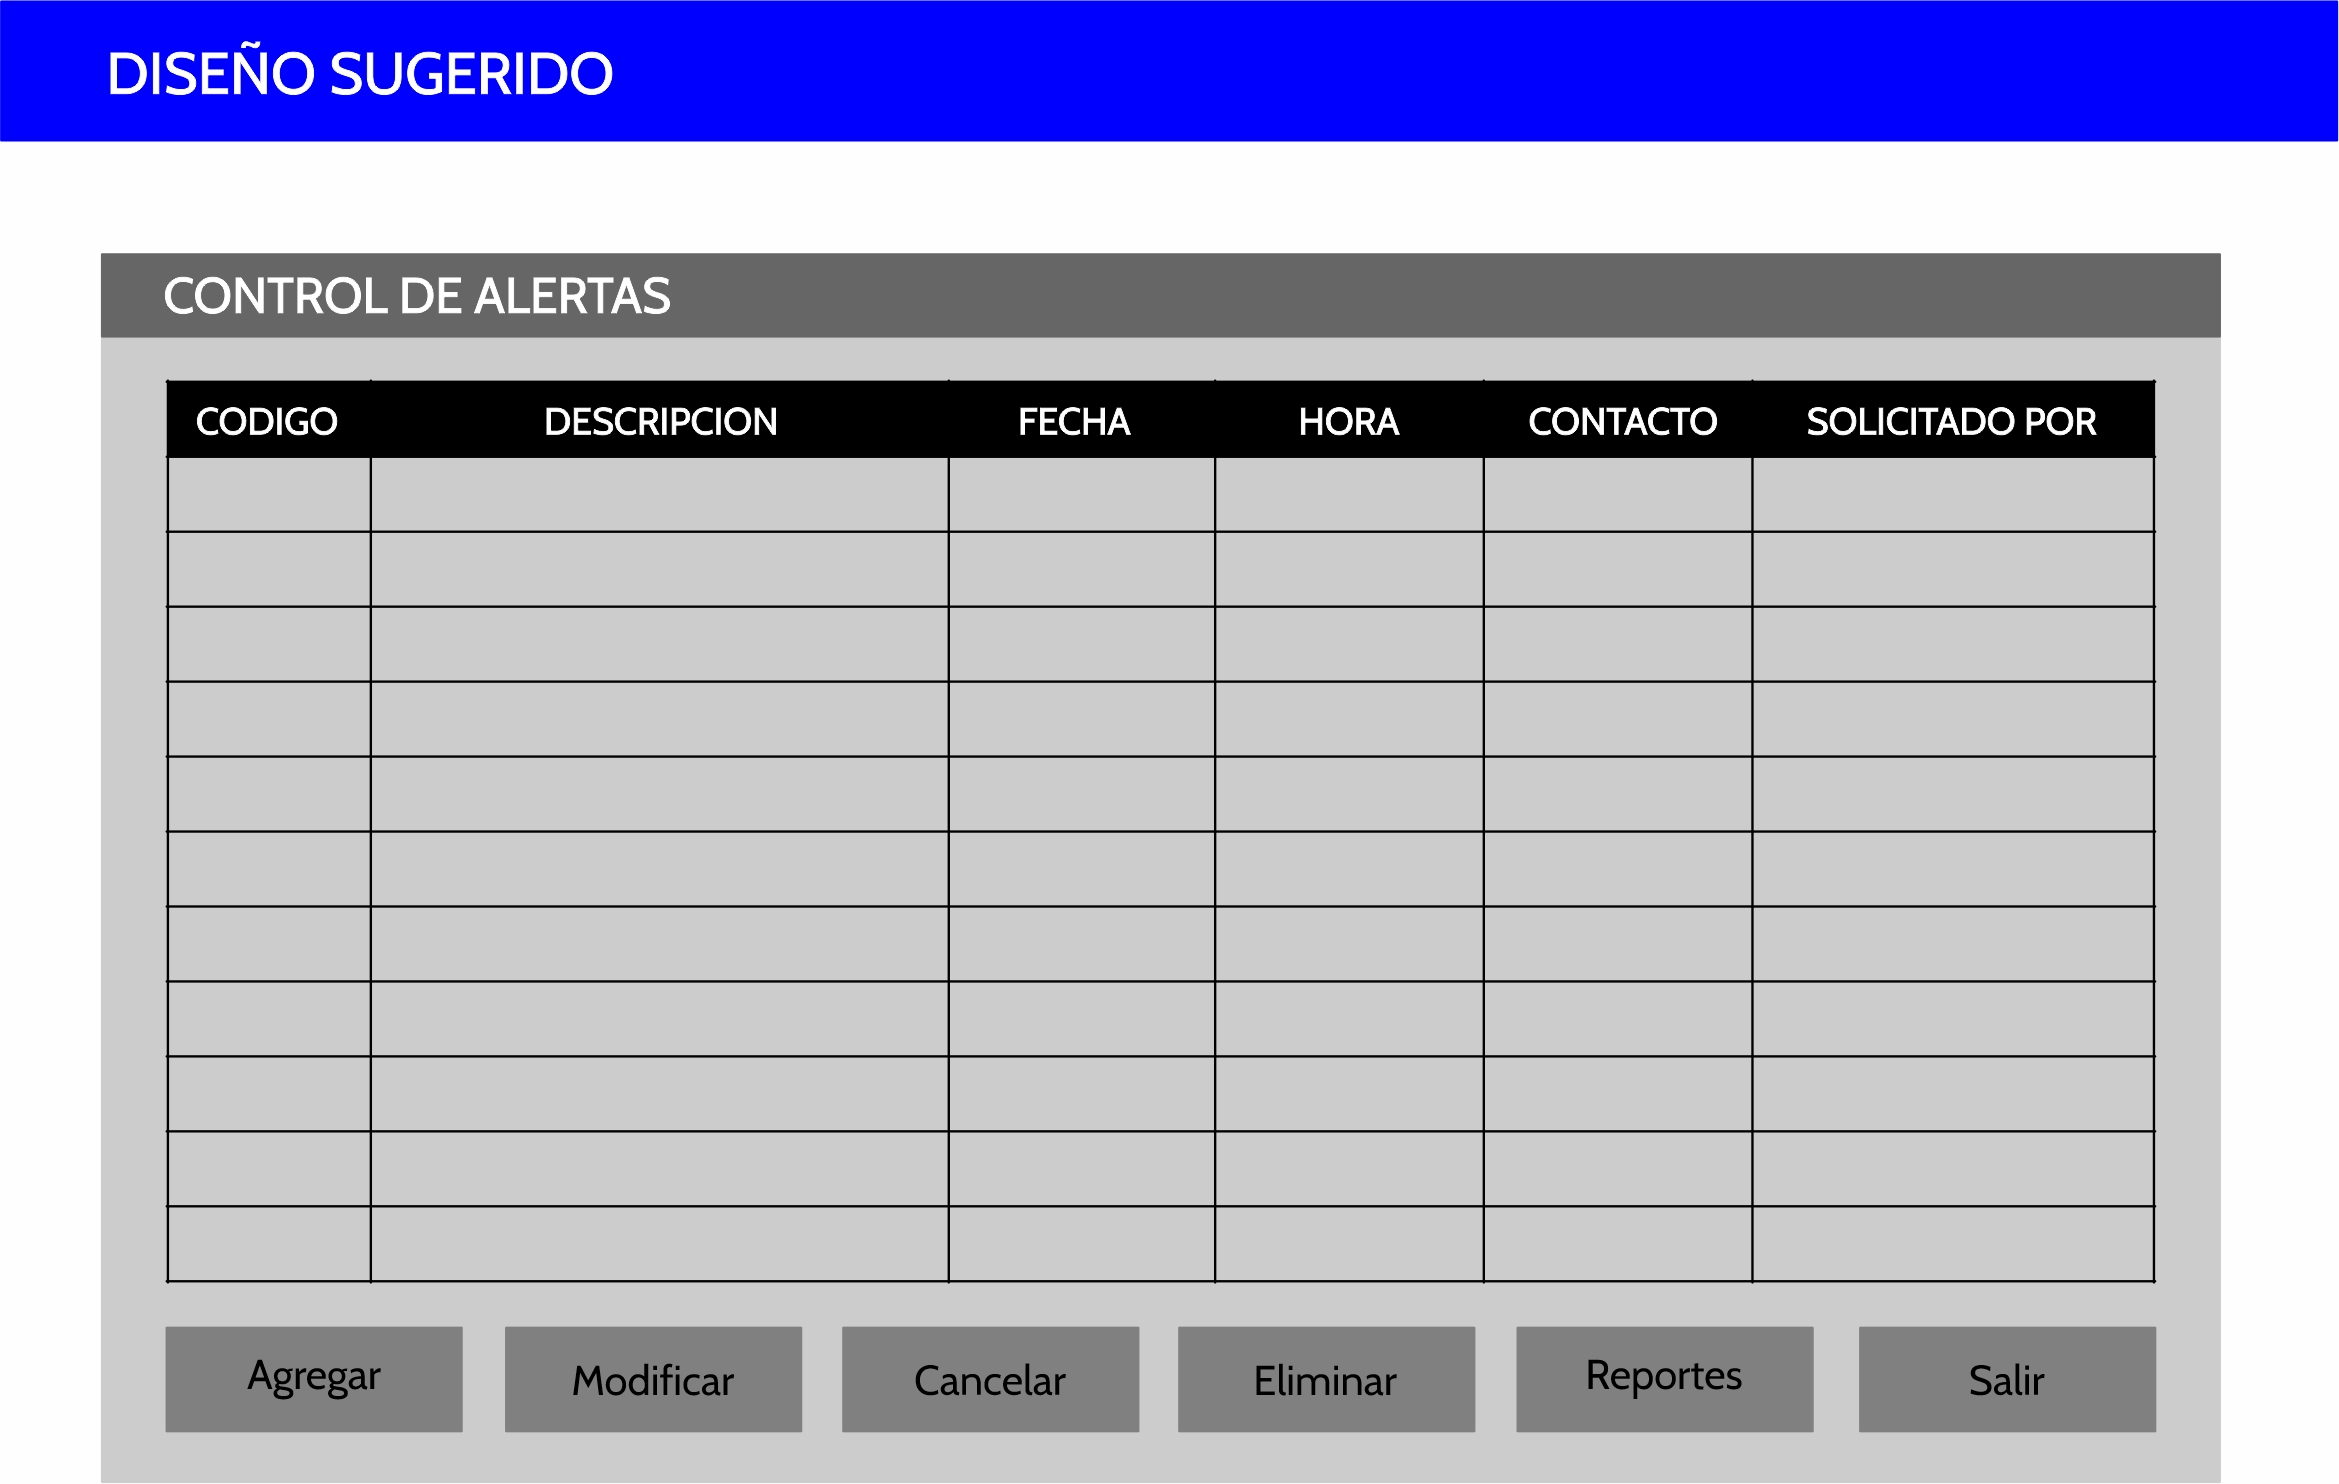 DISEÑO SUGERIDO
CONTROL DE ALERTAS
CODIGO DESCRIPCION FECHA HORA CONTACTO SOLICITADO POR
Agregar Modificar Cancelar Eliminar Reportes Salir